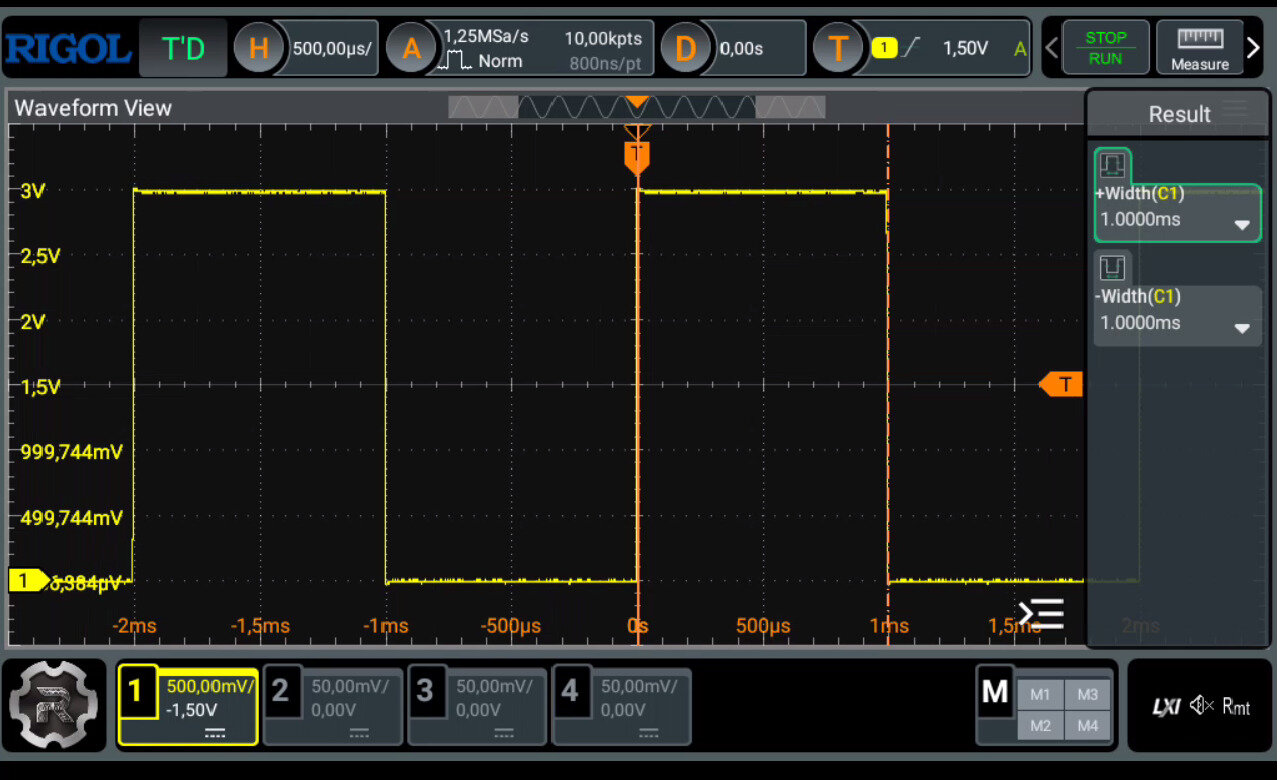 RIGOL T'D H 500,00µs/ A 1,25MSa/s 10,00kpts D 0,00s T 1 1,50V A STOP
Norm 800ns/pt RUN Measure
Waveform View
Result
T
3V
+Width(C1)
1.0000ms
2,5V
-Width(C1)
2V
1.0000ms
1,5V
T
999,744mV
499,744mV
1
-2ms -1,5ms -1ms -500µs 0s 500µs 1ms 1,5ms 2ms
1 500,00mV/ 2 50,00mV/ 3 50,00mV/ 4 50,00mV/ M M1 M3
-1,50V 0,00V 0,00V 0,00V M2 M4
LXI Rmt